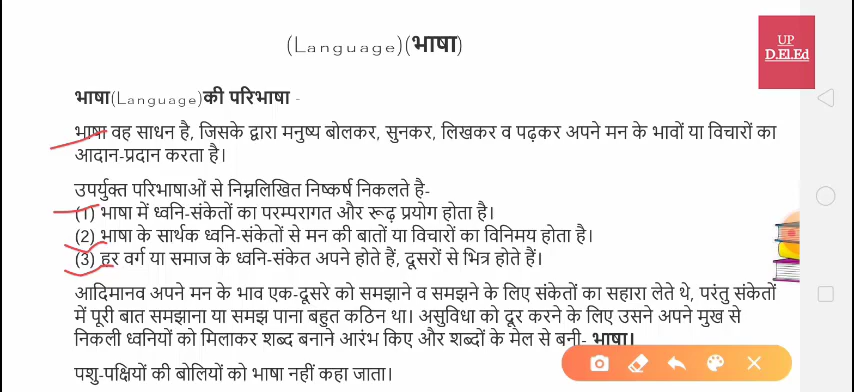 (Language)(भाषा)
UP
D.El.Ed
भाषा(Language)की परिभाषा -
भाषा वह साधन है, जिसके द्वारा मनुष्य बोलकर, सुनकर, लिखकर व पढ़कर अपने मन के भावों या विचारों का
आदान-प्रदान करता है।
उपर्युक्त परिभाषाओं से निम्नलिखित निष्कर्ष निकलते है-
(1) भाषा में ध्वनि-संकेतों का परम्परागत और रूढ़ प्रयोग होता है।
(2) भाषा के सार्थक ध्वनि-संकेतों से मन की बातों या विचारों का विनिमय होता है।
(3) हर वर्ग या समाज के ध्वनि-संकेत अपने होते हैं, दूसरों से भित्र होते हैं।
आदिमानव अपने मन के भाव एक-दूसरे को समझाने व समझने के लिए संकेतों का सहारा लेते थे, परंतु संकेतों
में पूरी बात समझाना या समझ पाना बहुत कठिन था। असुविधा को दूर करने के लिए उसने अपने मुख से
निकली ध्वनियों को मिलाकर शब्द बनाने आरंभ किए और शब्दों के मेल से बनी- भाषा।
पशु-पक्षियों की बोलियों को भाषा नहीं कहा जाता।